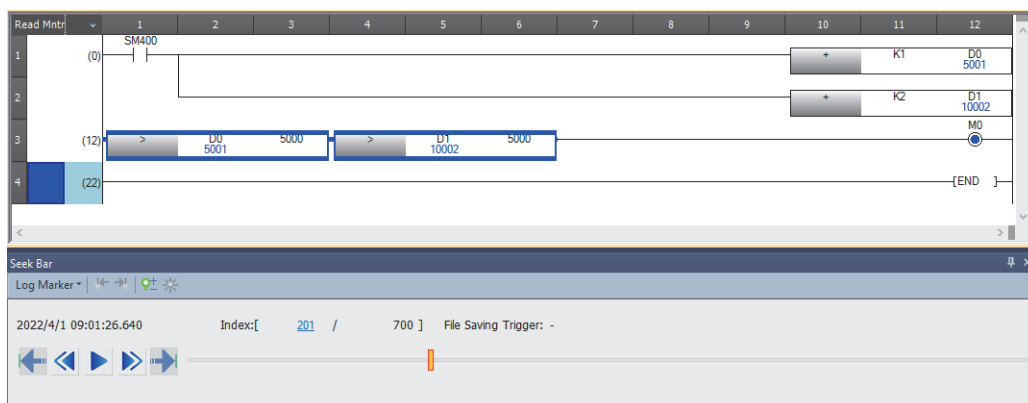 Read Mntr 1 2 3 4 5 6 7 8 9 10 11 12
SM400
1 (0) + K1 D0
5001
2 + K2 D1
10002
M0
3 (12) > D0 5000 > D1 5000
5001 10002
4 (22) [END ]
Seek Bar
Log Marker
2022/4/1 09:01:26.640 Index:[ 201 / 700 ] File Saving Trigger: -